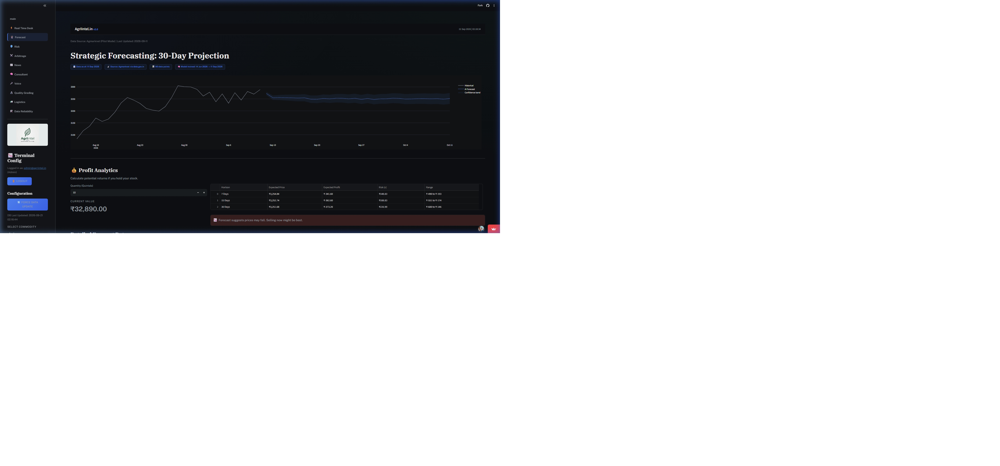 Fork
main
Real Time Desk
Forecast
Risk
Arbitrage
News
Consultant
Voice
Quality Grading
Logistics
Data Reliability
AgriIntel
Terminal
Config
Logged in as: admin@agriintel.in
(Admin)
LOGOUT
Configuration
FORCE DATA
UPDATE
DB Last Updated: 2026-09-21
02:16:44
SELECT COMMODITY
AgriIntel.in v2.0
21 Sep 2026 | 02:18:34
Data Source: Agmarknet (Pilot Mode) | Last Updated: 2026-09-11
Strategic Forecasting: 30-Day Projection
Data as of: 11 Sep 2026
Source: Agmarknet via data.gov.in
90 data points
Model trained: 14 Jun 2026 → 11 Sep 2026
3300
3250
3200
3150
3100
Aug 16
2026
Aug 23
Aug 30
Sep 6
Sep 13
Sep 20
Sep 27
Oct 4
Oct 11
Historical
AI Forecast
Confidence band
Profit Analytics
Calculate potential returns if you hold your stock.
Quantity (Quintals)
10
CURRENT VALUE
₹32,890.00
Horizon Expected Price Expected Profit Risk (±) Range
0 7 Days ₹3,254.84 ₹-341.60 ₹148.83 ₹-490 to ₹-193
1 15 Days ₹3,252.74 ₹-362.60 ₹188.83 ₹-551 to ₹-174
2 30 Days ₹3,251.68 ₹-373.20 ₹226.99 ₹-600 to ₹-146
Forecast suggests prices may fall. Selling now might be best.